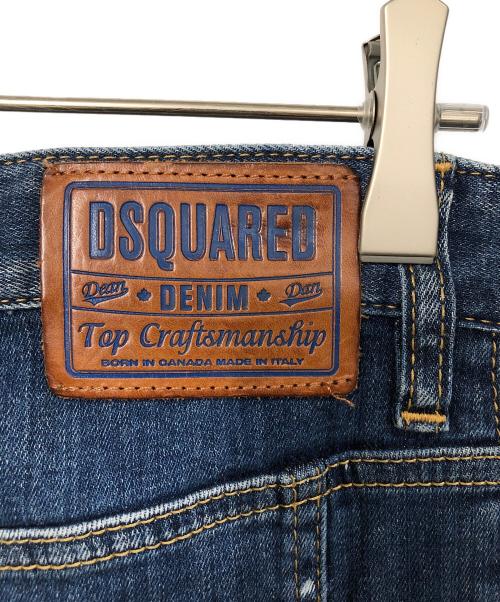 DSQUARED
Dean DENIM Dan
Top Craftsmanship
BORN IN CANADA MADE IN ITALY